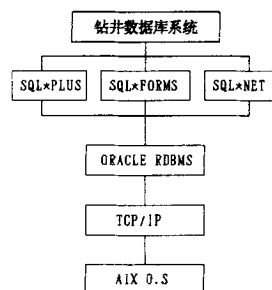 钻井数据库系统
SQL*PLUS SQL*FORMS SQL*NET
ORACLE RDBMS
TCP/IP
AIX O.S